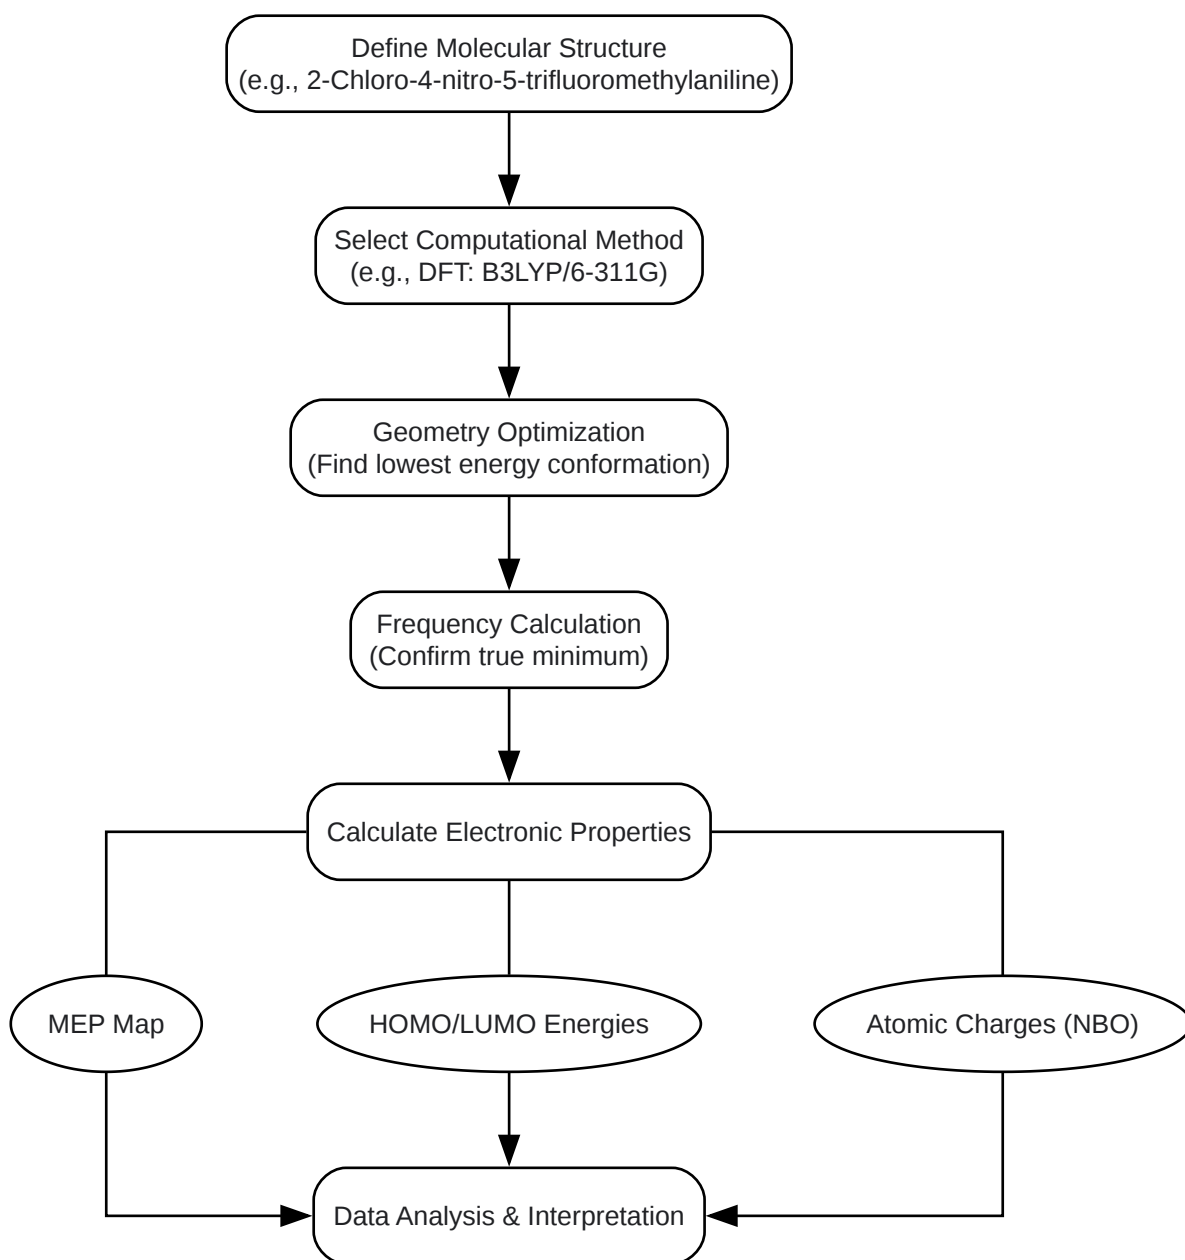 Define Molecular Structure
(e.g., 2-Chloro-4-nitro-5-trifluoromethylaniline)
Select Computational Method
(e.g., DFT: B3LYP/6-311G)
Geometry Optimization
(Find lowest energy conformation)
Frequency Calculation
(Confirm true minimum)
Calculate Electronic Properties
MEP Map
HOMO/LUMO Energies
Atomic Charges (NBO)
Data Analysis & Interpretation